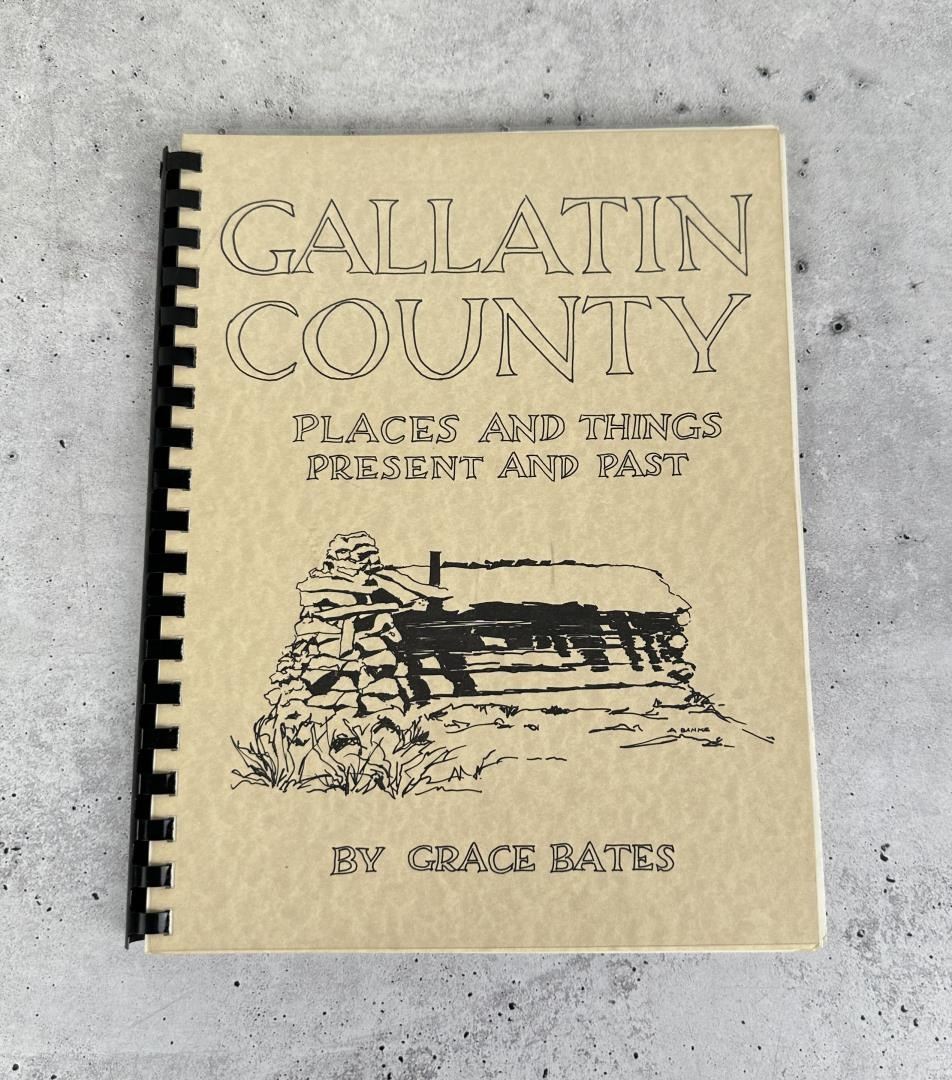 GALLATIN
COUNTY
PLACES AND THINGS
PRESENT AND PAST
BY GRACE BATES